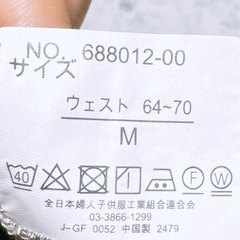 NO. 688012-00
サイズ
ウェスト 64~70
M
40 P F W
全日本婦人子供服工業組合連合会
03-3866-1299
J-GF 0052 中国製 2479